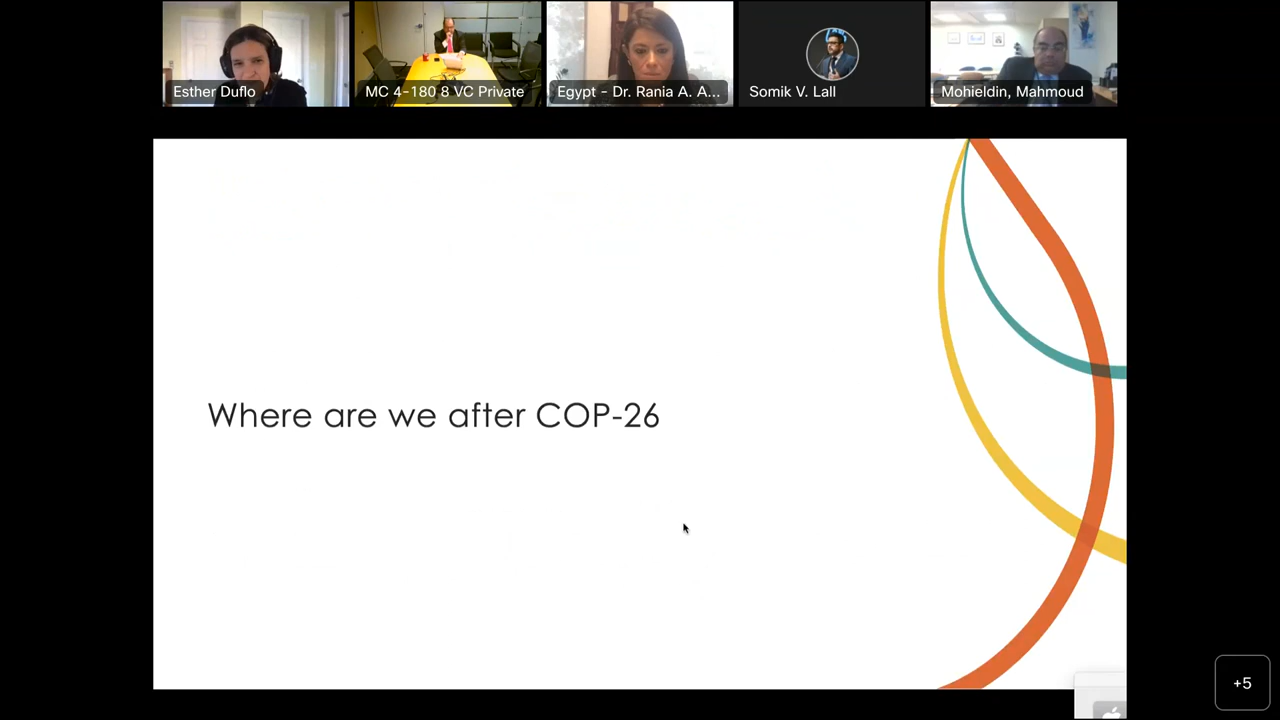 Esther Duflo
MC 4-180 8 VC Private
Egypt - Dr. Rania A. A...
Somik V. Lall
Mohieldin, Mahmoud
Where are we after COP-26
+5